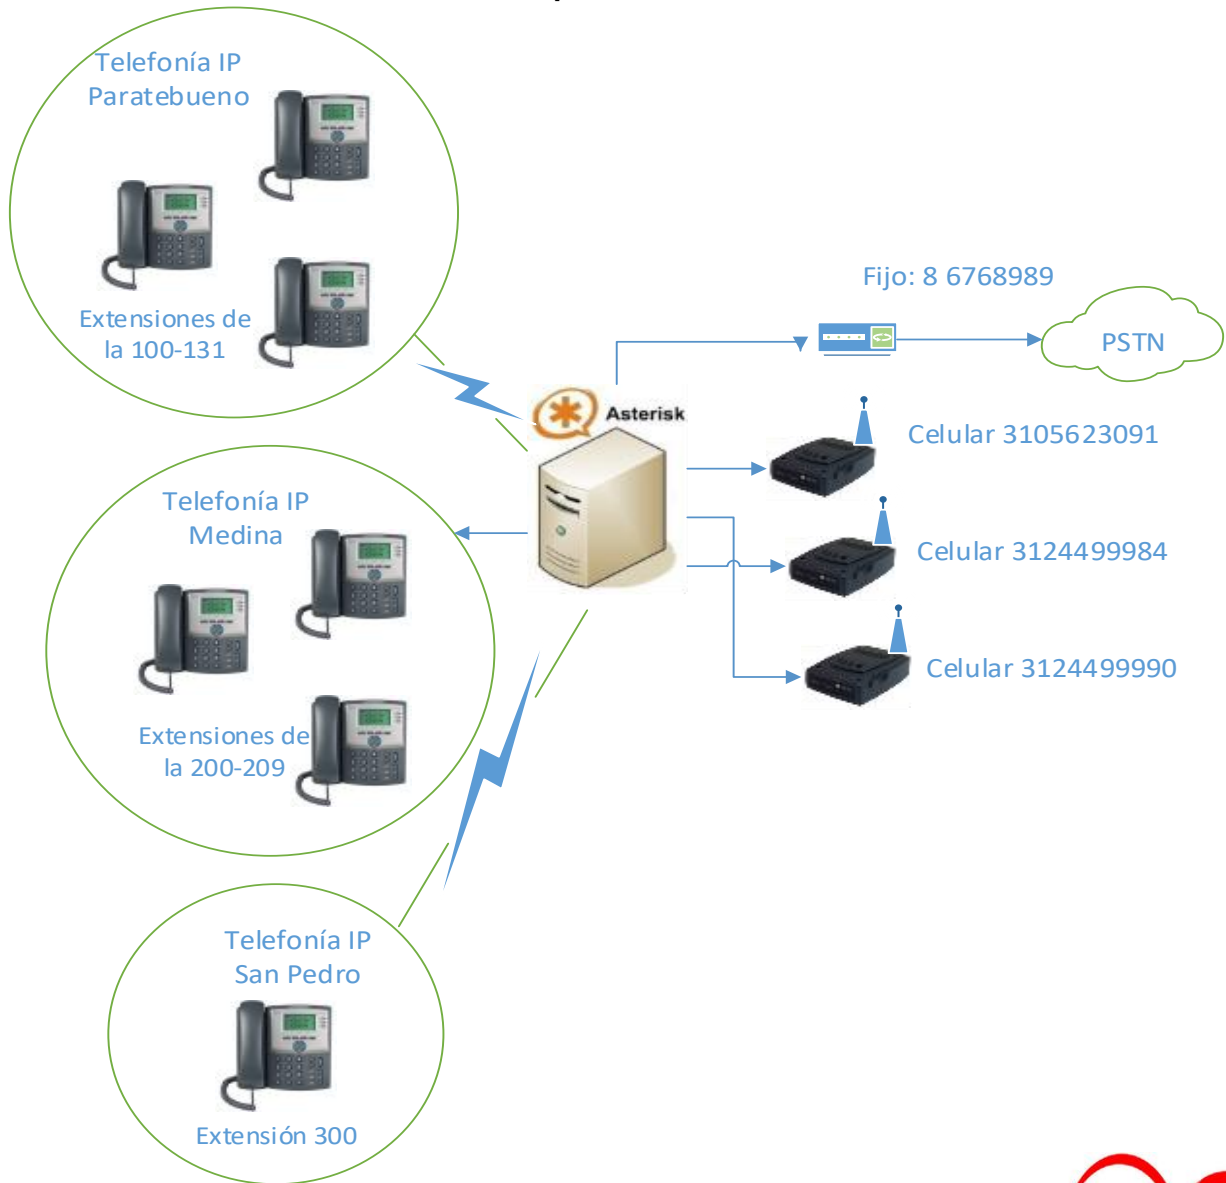 Telefonía IP
Paratebueno
Extensiones de
la 100-131
Fijo: 8 6768989
PSTN
Asterisk
Celular 3105623091
Telefonía IP
Medina
Celular 3124499984
Celular 3124499990
Extensiones de
la 200-209
Telefonía IP
San Pedro
Extensión 300